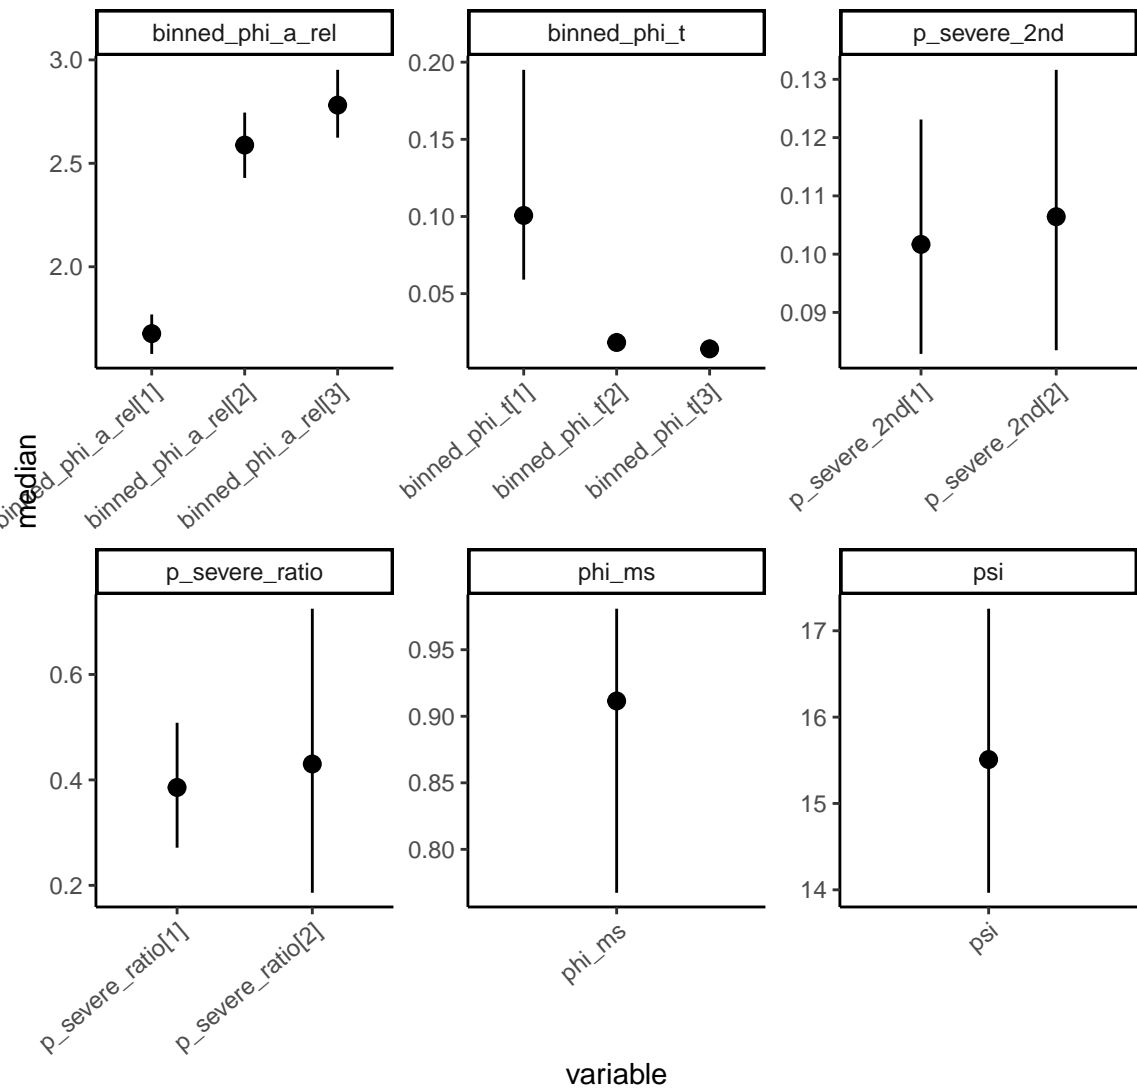 binned_phi_a_rel
binned_phi_t
p_severe_2nd
3.0
2.5
2.0
0.20
0.15
0.10
0.05
0.13
0.12
0.11
0.10
0.09
binned_phi_a_rel[1]
binned_phi_a_rel[2]
binned_phi_a_rel[3]
binned_phi_t[1]
binned_phi_t[2]
binned_phi_t[3]
p_severe_2nd[1]
p_severe_2nd[2]
median
p_severe_ratio
phi_ms
psi
0.6
0.4
0.2
0.95
0.90
0.85
0.80
17
16
15
14
p_severe_ratio[1]
p_severe_ratio[2]
phi_ms
psi
variable